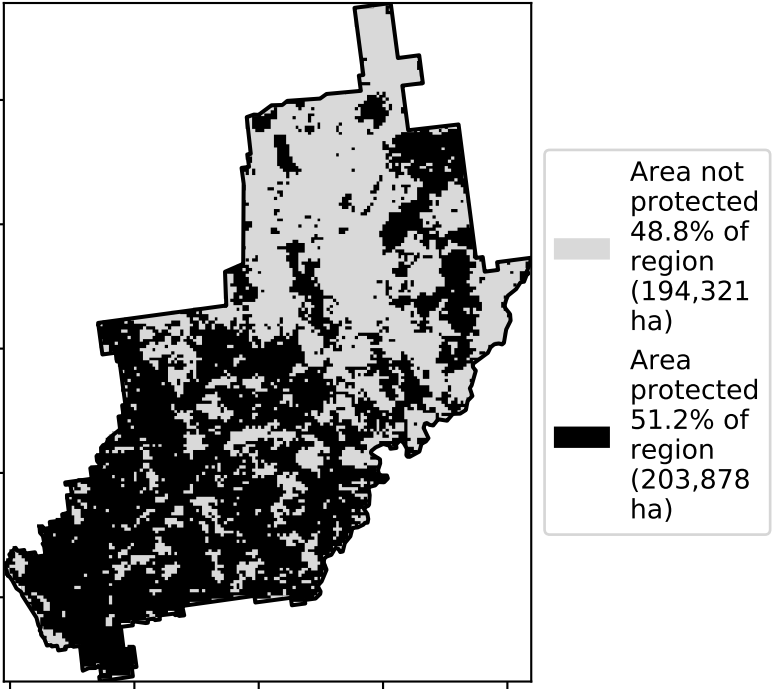 Area not
protected
48.8% of
region
(194,321
ha)
Area
protected
51.2% of
region
(203,878
ha)